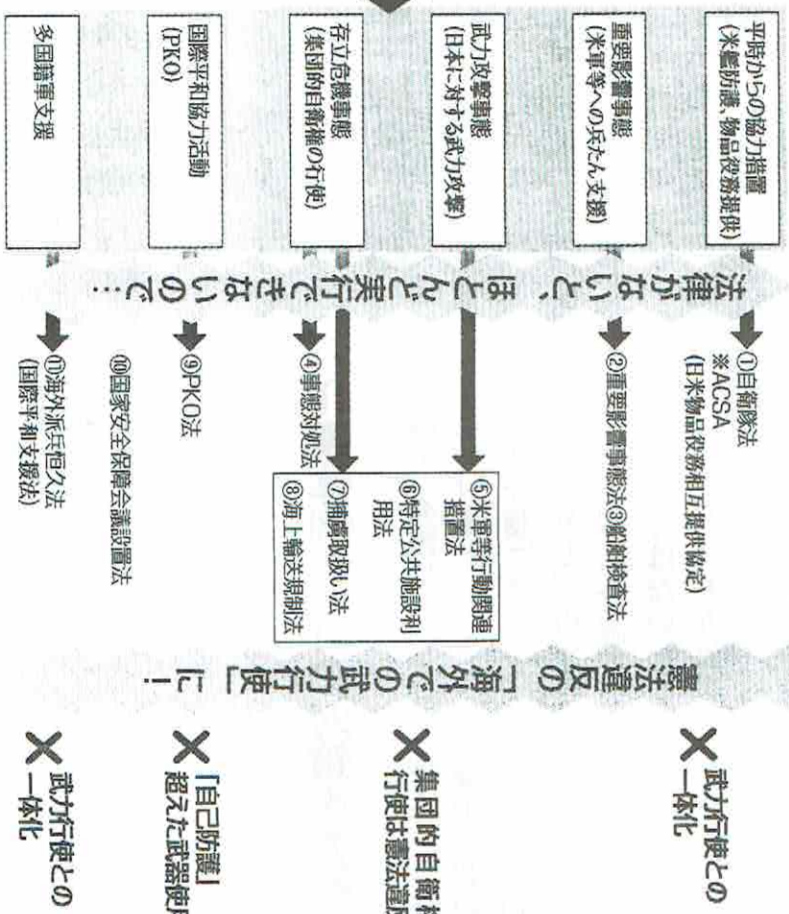 平時からの協力措置
(米艦防護、物品役務提供)
重要影響事態
(米軍等への兵たん支援)
武力攻撃事態
(日本に対する武力攻撃)
存立危機事態
(集団的自衛権の行使)
国際平和協力活動
(PKO)
多国籍軍支援
法律がないと、ほとんど実行できないので…
①自衛隊法
※ACSA
(日米物品役務相互提供協定)
②重要影響事態法③船舶検査法
⑤米軍等行動関連
措置法
⑥特定公共施設利
用法
⑦捕虜取扱い法
⑧海上輸送規制法
④事態対処法
⑨PKO法
⑩国家安全保障会議設置法
⑪海外派兵恒久法
(国際平和支援法)
憲法違反の「海外での武力行使」に!
武力行使との
一体化
集団的自衛権
行使は憲法違反
「自己防護」
超えた武器使用
武力行使との
一体化